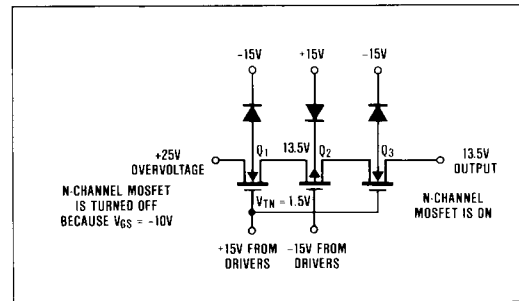 -15V
+15V
-15V
+25V
OVERVOLTAGE
Q1
13.5V
Q2
Q3
13.5V
OUTPUT
N-CHANNEL MOSFET
IS TURNED OFF
BECAUSE VGS = -10V
VTN = 1.5V
N-CHANNEL
MOSFET IS ON
+15V FROM
DRIVERS
-15V FROM
DRIVERS